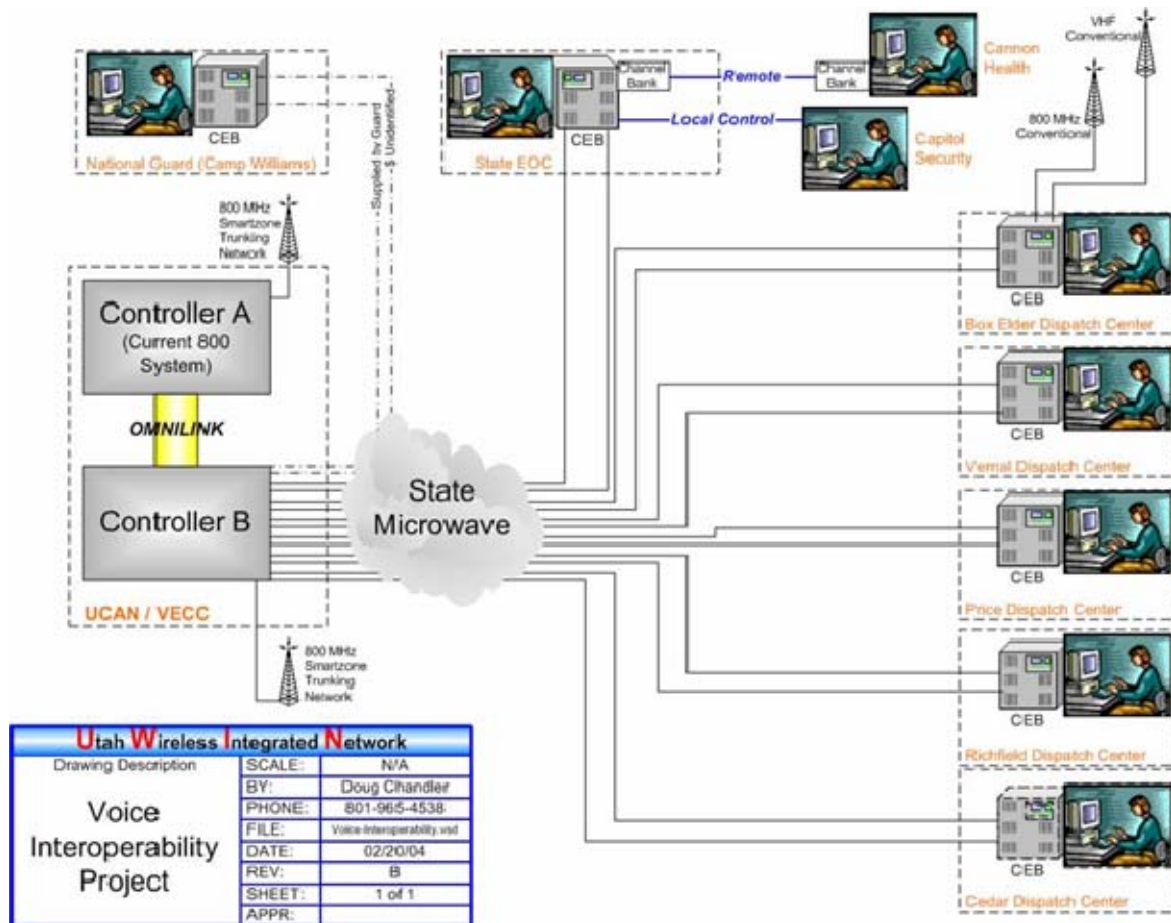 VHF
Conventional
Cannon
Health
Channel
Bank
Remote
Channel
Bank
800 MHz
Conventional
Local Control
Capitol
Security
CEB
National Guard (Camp Williams)
CEB
State EOC
Supplied by Guard
$ Unidentified
800 MHz
Smartzone
Trunking
Network
Controller A
(Current 800
System)
OMNILINK
Controller B
UCAN / VECC
State
Microwave
800 MHz
Smartzone
Trunking
Network
CEB
Box Elder Dispatch Center
CEB
Vernal Dispatch Center
CEB
Price Dispatch Center
CEB
Richfield Dispatch Center
CEB
Cedar Dispatch Center
Utah Wireless Integrated Network
Drawing Description
Voice
Interoperability
Project
SCALE: N/A
BY: Doug Chandler
PHONE: 801-965-4538
FILE: Voice-Interoperability.vsd
DATE: 02/20/04
REV: B
SHEET: 1 of 1
APPR: